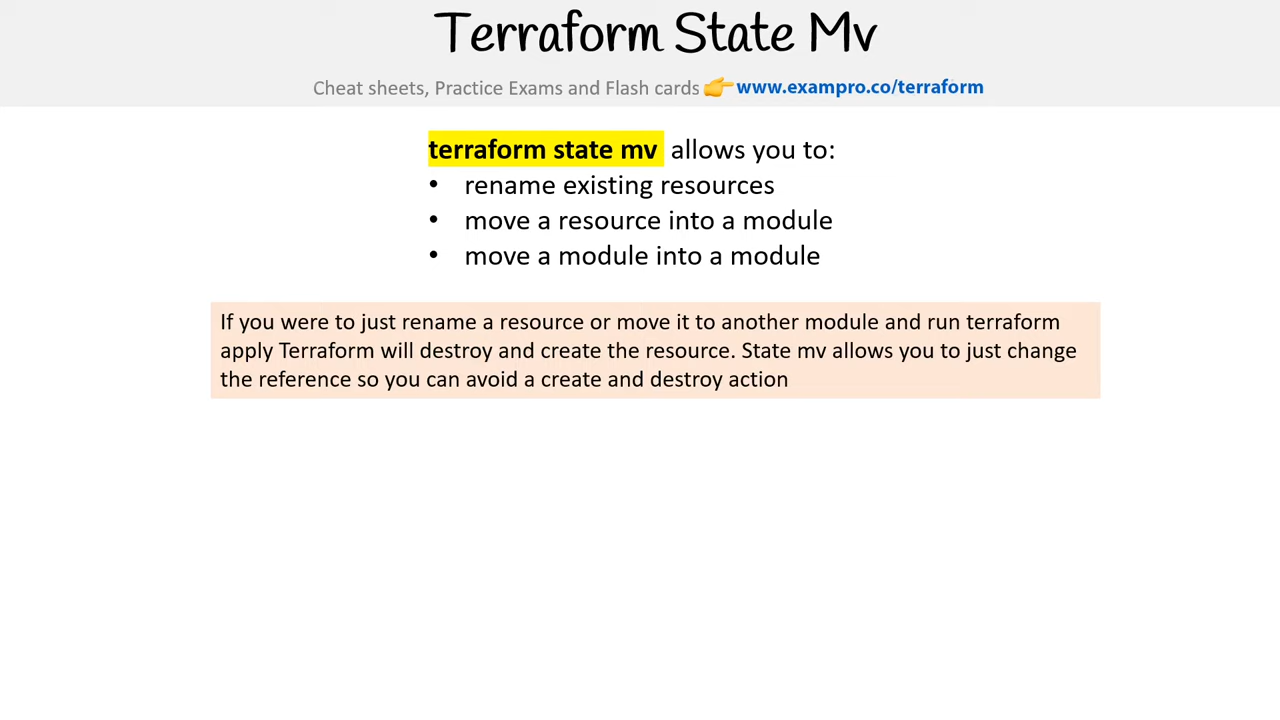 Terraform State Mv
Cheat sheets, Practice Exams and Flash cards 👉 www.exampro.co/terraform
terraform state mv allows you to:
• rename existing resources
• move a resource into a module
• move a module into a module
If you were to just rename a resource or move it to another module and run terraform
apply Terraform will destroy and create the resource. State mv allows you to just change
the reference so you can avoid a create and destroy action